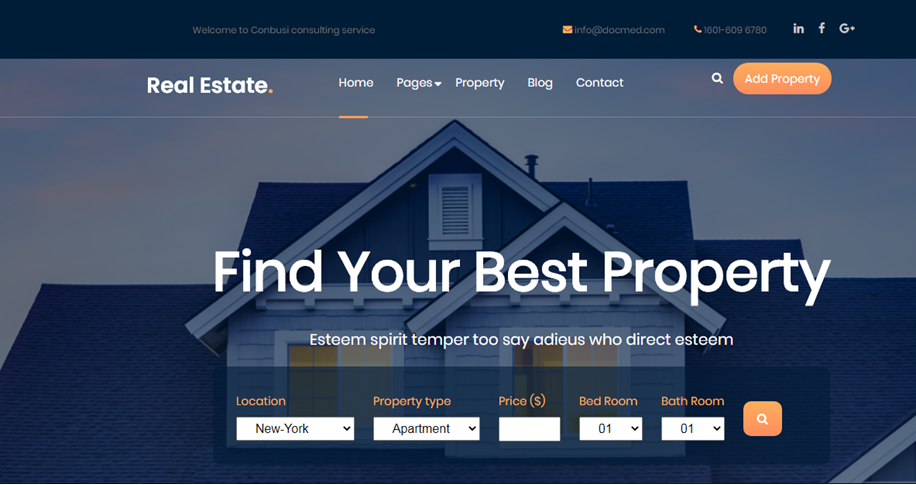 Welcome to Conbusi consulting service
info@docmed.com
1601-609 6780
in f G+
Real Estate.
Home Pages Property Blog Contact
Add Property
Find Your Best Property
Esteem spirit temper too say adieus who direct esteem
Location Property type Price ($) Bed Room Bath Room
New-York Apartment 01 01